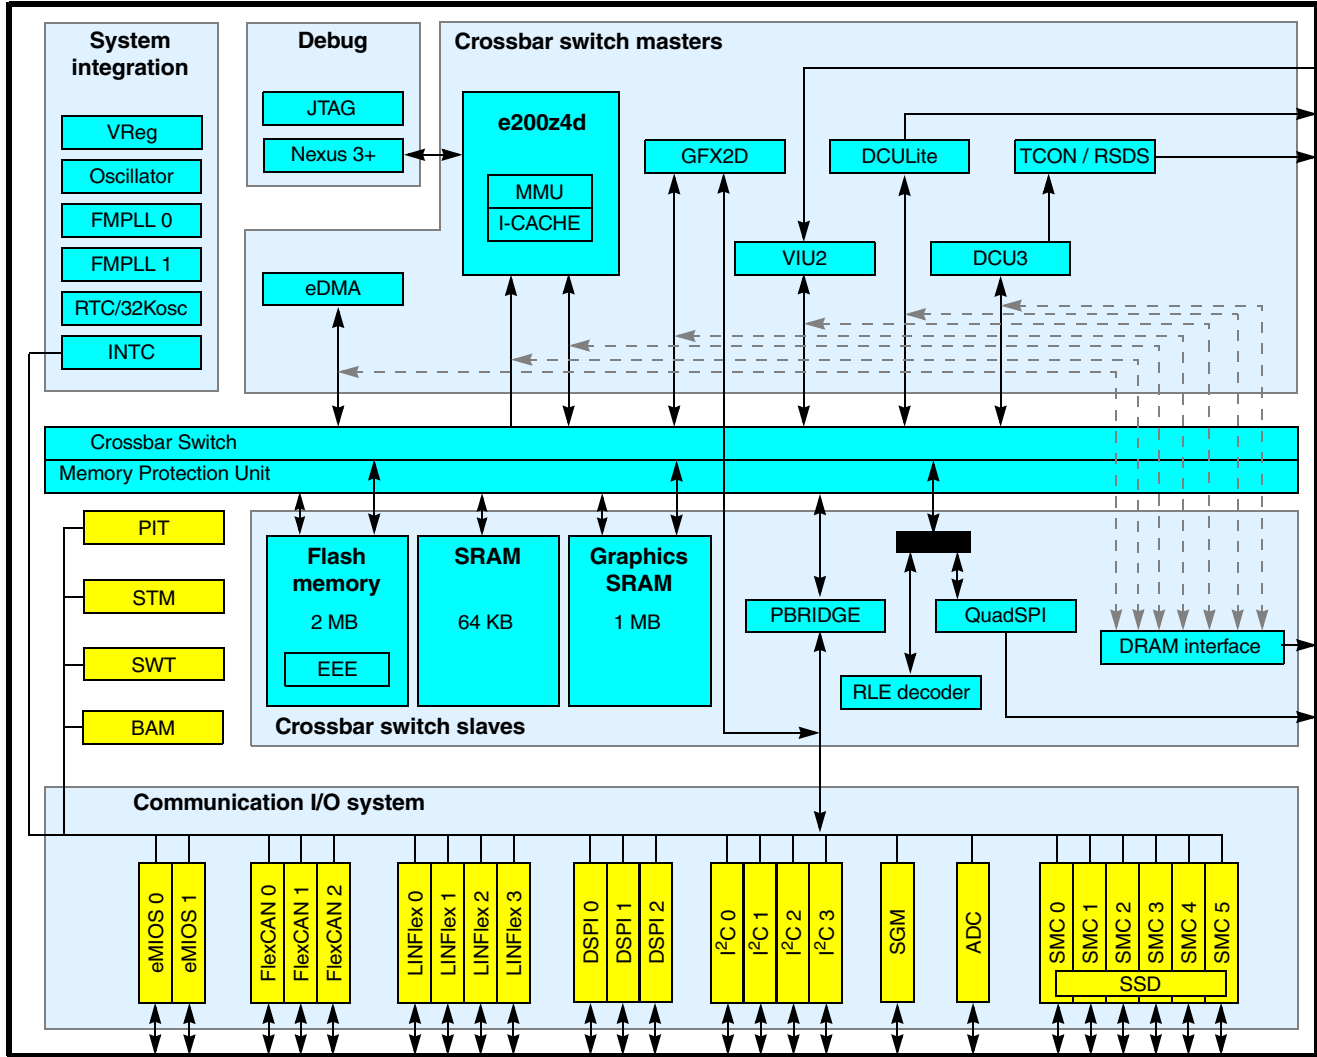 System
integration
VReg
Oscillator
FMPLL 0
FMPLL 1
RTC/32Kosc
INTC
Debug
JTAG
Nexus 3+
Crossbar switch masters
e200z4d
MMU
I-CACHE
GFX2D
DCULite
TCON / RSDS
VIU2
DCU3
eDMA
Crossbar Switch
Memory Protection Unit
PIT
STM
SWT
BAM
Flash
memory
2 MB
EEE
SRAM
64 KB
Graphics
SRAM
1 MB
PBRIDGE
QuadSPI
RLE decoder
DRAM interface
Crossbar switch slaves
Communication I/O system
eMIOS 0
eMIOS 1
FlexCAN 0
FlexCAN 1
FlexCAN 2
LINFlex 0
LINFlex 1
LINFlex 2
LINFlex 3
DSPI 0
DSPI 1
DSPI 2
I²C 0
I²C 1
I²C 2
I²C 3
SGM
ADC
SMC 0
SMC 1
SMC 2
SMC 3
SMC 4
SMC 5
SSD